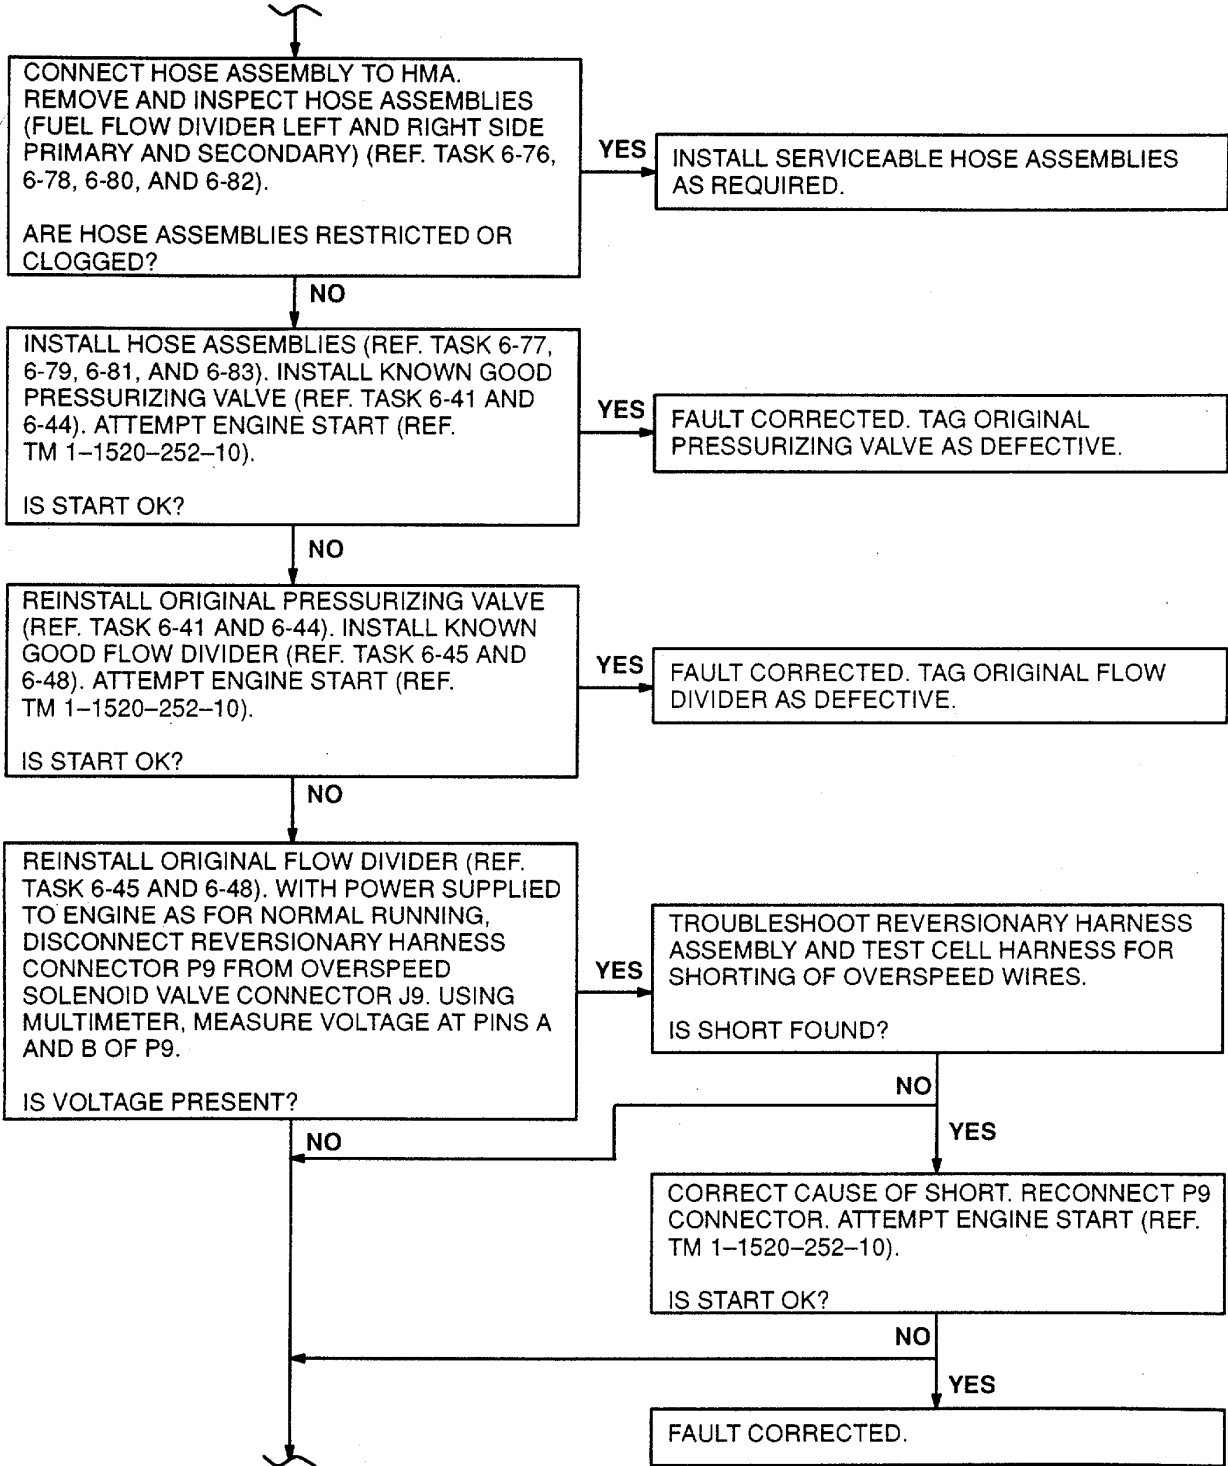 CONNECT HOSE ASSEMBLY TO HMA.
REMOVE AND INSPECT HOSE ASSEMBLIES
(FUEL FLOW DIVIDER LEFT AND RIGHT SIDE
PRIMARY AND SECONDARY) (REF. TASK 6-76,
6-78, 6-80, AND 6-82).
ARE HOSE ASSEMBLIES RESTRICTED OR
CLOGGED?
YES
INSTALL SERVICEABLE HOSE ASSEMBLIES
AS REQUIRED.
NO
INSTALL HOSE ASSEMBLIES (REF. TASK 6-77,
6-79, 6-81, AND 6-83). INSTALL KNOWN GOOD
PRESSURIZING VALVE (REF. TASK 6-41 AND
6-44). ATTEMPT ENGINE START (REF.
TM 1–1520–252–10).
IS START OK?
YES
FAULT CORRECTED. TAG ORIGINAL
PRESSURIZING VALVE AS DEFECTIVE.
NO
REINSTALL ORIGINAL PRESSURIZING VALVE
(REF. TASK 6-41 AND 6-44). INSTALL KNOWN
GOOD FLOW DIVIDER (REF. TASK 6-45 AND
6-48). ATTEMPT ENGINE START (REF.
TM 1–1520–252–10).
IS START OK?
YES
FAULT CORRECTED. TAG ORIGINAL FLOW
DIVIDER AS DEFECTIVE.
NO
REINSTALL ORIGINAL FLOW DIVIDER (REF.
TASK 6-45 AND 6-48). WITH POWER SUPPLIED
TO ENGINE AS FOR NORMAL RUNNING,
DISCONNECT REVERSIONARY HARNESS
CONNECTOR P9 FROM OVERSPEED
SOLENOID VALVE CONNECTOR J9. USING
MULTIMETER, MEASURE VOLTAGE AT PINS A
AND B OF P9.
IS VOLTAGE PRESENT?
YES
TROUBLESHOOT REVERSIONARY HARNESS
ASSEMBLY AND TEST CELL HARNESS FOR
SHORTING OF OVERSPEED WIRES.
IS SHORT FOUND?
NO
NO
YES
CORRECT CAUSE OF SHORT. RECONNECT P9
CONNECTOR. ATTEMPT ENGINE START (REF.
TM 1–1520–252–10).
IS START OK?
NO
YES
FAULT CORRECTED.